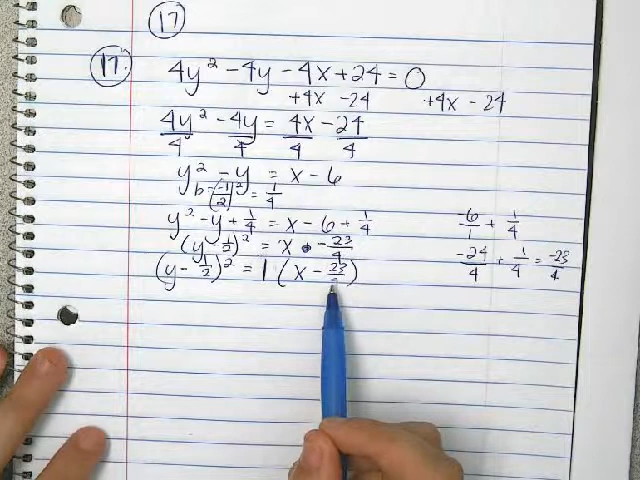 17
17. 4y² - 4y - 4x + 24 = 0
+4x -24 +4x - 24
4y²/4 - 4y/4 = 4x/4 - 24/4
y² - y = x - 6
b = (-1/2)² = 1/4
y² - y + 1/4 = x - 6 + 1/4
-6/1 + 1/4
(y - 1/2)² = x - 23/4
-24/4 + 1/4 = -23/4
(y - 1/2)² = 1(x - 23/